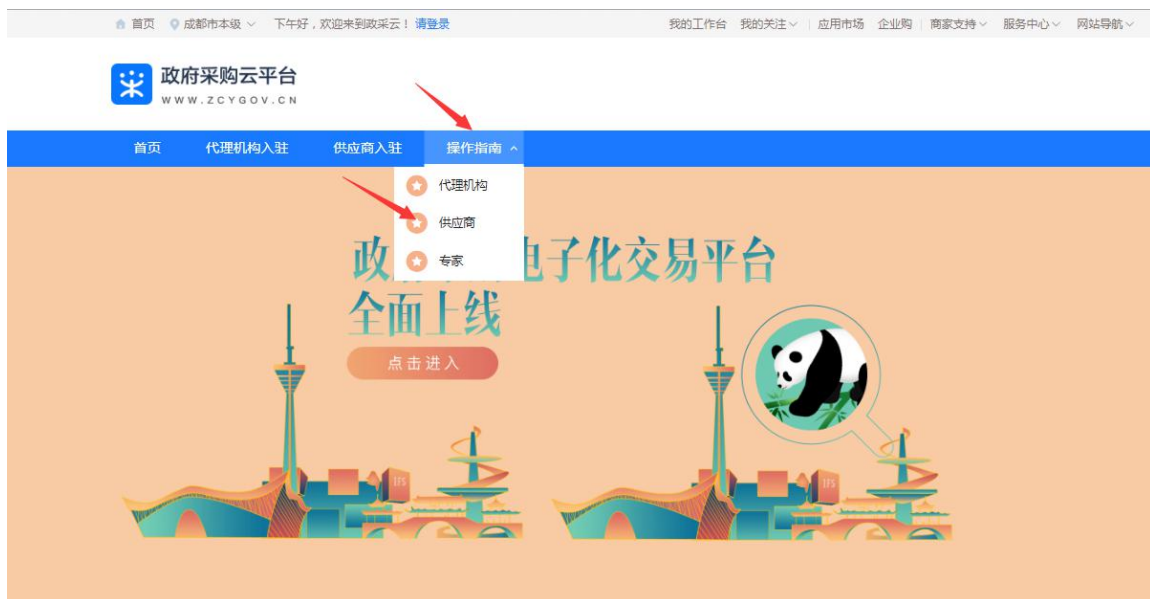 首页 成都市本级 下午好，欢迎来到政采云！请登录 我的工作台 我的关注 应用市场 企业购 商家支持 服务中心 网站导航
政府采购云平台
WWW.ZCYGOV.CN
首页 代理机构入驻 供应商入驻 操作指南
代理机构
供应商
专家
政 电子化交易平台
全面上线
点击进入
IFS IFS